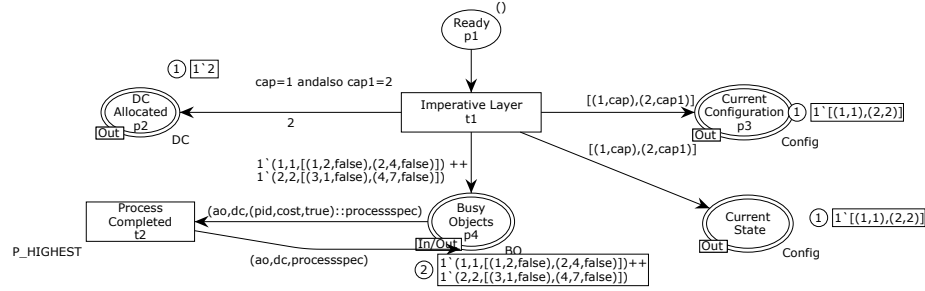 ()
Ready
p1
1 1`2
cap=1 andalso cap1=2
DC
Allocated
p2
Out
DC
2
Imperative Layer
t1
[(1,cap),(2,cap1)]
Current
Configuration
p3
Out
Config
1 1`[(1,1),(2,2)]
[(1,cap),(2,cap1)]
1`(1,1,[(1,2,false),(2,4,false)]) ++
1`(2,2,[(3,1,false),(4,7,false)])
Process
Completed
t2
P_HIGHEST
(ao,dc,(pid,cost,true)::processspec)
(ao,dc,processspec)
Busy
Objects
p4
In/Out
BO
2 1`(1,1,[(1,2,false),(2,4,false)])++
1`(2,2,[(3,1,false),(4,7,false)])
Current
State
Out
Config
1 1`[(1,1),(2,2)]